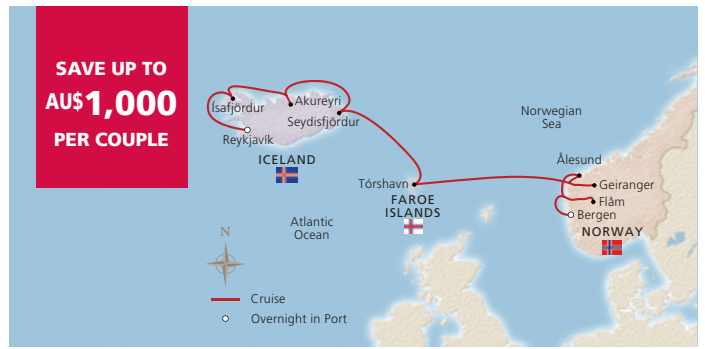 SAVE UP TO
AU$1,000
PER COUPLE
Ísafjördur
Akureyri
Seydisfjördur
Reykjavík
ICELAND
Norwegian
Sea
Ålesund
Tórshavn
Geiranger
FAROE
ISLANDS
Flåm
Bergen
NORWAY
Atlantic
Ocean
N
Cruise
Overnight in Port